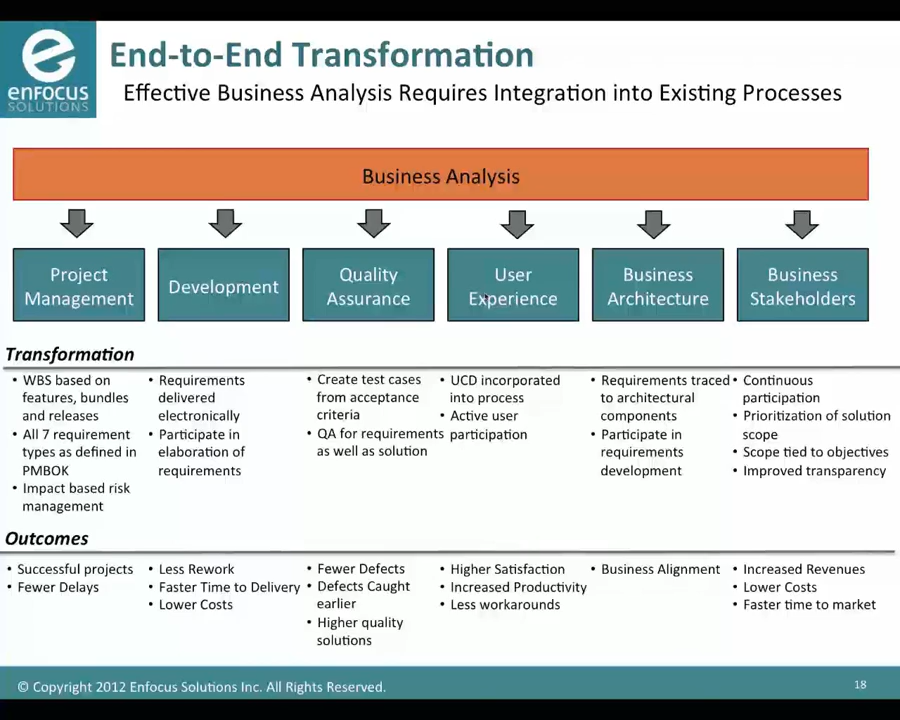 End-to-End Transformation
enfocus
SOLUTIONS
Effective Business Analysis Requires Integration into Existing Processes
Business Analysis
Project
Management
Development
Quality
Assurance
User
Experience
Business
Architecture
Business
Stakeholders
Transformation
• WBS based on
features, bundles
and releases
• All 7 requirement
types as defined in
PMBOK
• Impact based risk
management
• Requirements
delivered
electronically
• Participate in
elaboration of
requirements
• Create test cases
from acceptance
criteria
• QA for requirements
as well as solution
• UCD incorporated
into process
• Active user
participation
• Requirements traced
to architectural
components
• Participate in
requirements
development
• Continuous
participation
• Prioritization of solution
scope
• Scope tied to objectives
• Improved transparency
Outcomes
• Successful projects
• Fewer Delays
• Less Rework
• Faster Time to Delivery
• Lower Costs
• Fewer Defects
• Defects Caught
earlier
• Higher quality
solutions
• Higher Satisfaction
• Increased Productivity
• Less workarounds
• Business Alignment
• Increased Revenues
• Lower Costs
• Faster time to market
© Copyright 2012 Enfocus Solutions Inc. All Rights Reserved.
18